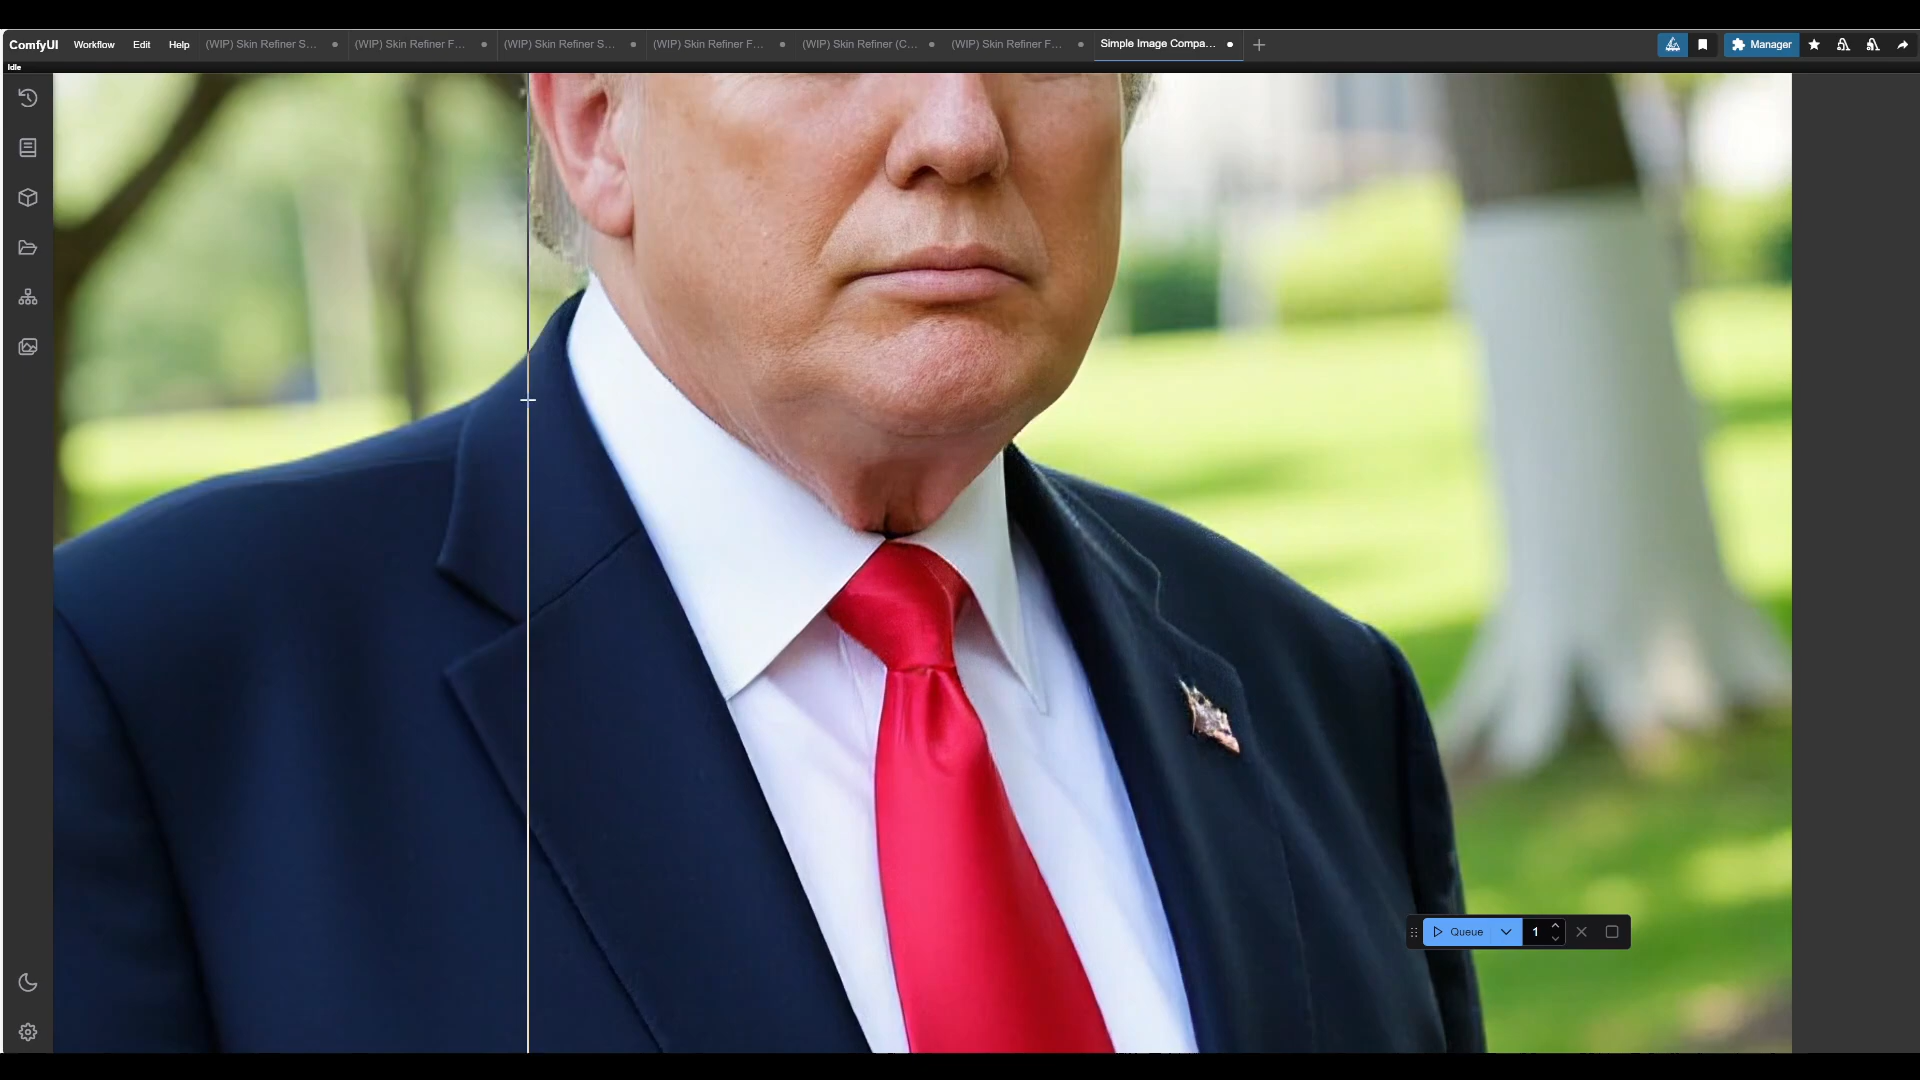 ComfyUI Workflow Edit Help (WIP) Skin Refiner S... (WIP) Skin Refiner F... (WIP) Skin Refiner S... (WIP) Skin Refiner F... (WIP) Skin Refiner (C... (WIP) Skin Refiner F... Simple Image Compa... Manager
Idle
Queue 1